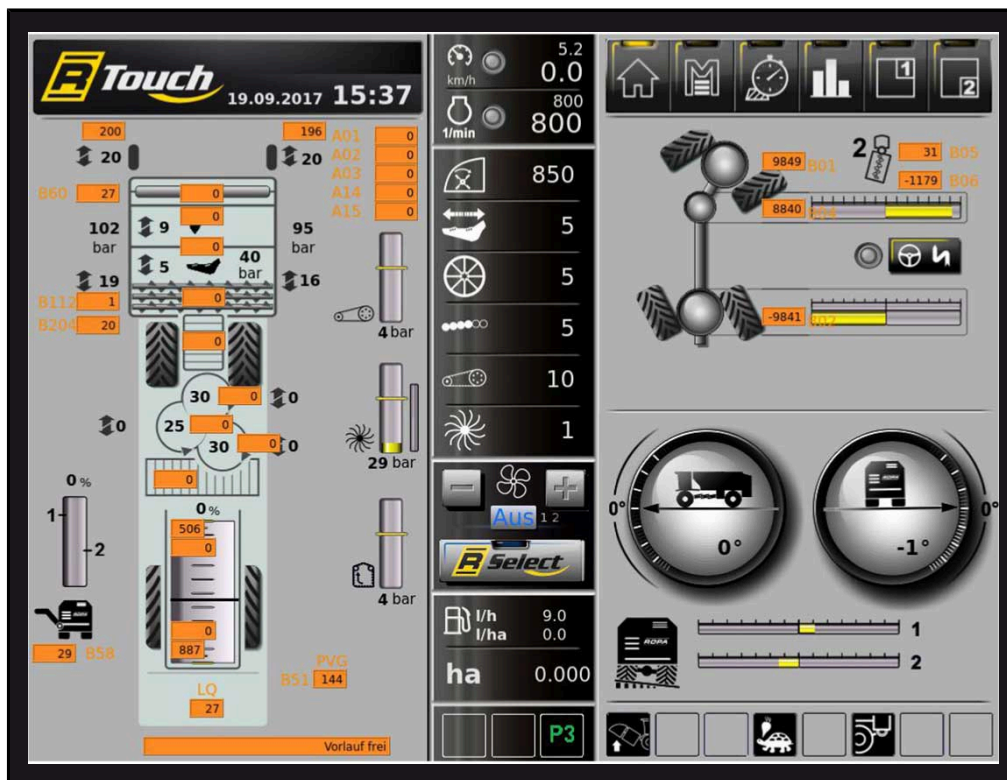 R Touch 19.09.2017 15:37
200 196
20 20
A01 0
A02 0
A03 0
A14 0
A15 0
B60 27 0
0
102 bar 9 95 bar
0
5 40 bar
19 16
B112 1 0
B204 20
0
4 bar
30 0 0
0 25 0
30 0 0
29 bar
0
0 %
1
2
0 %
506
0
4 bar
0
887
29 B58
PVG
B51 144
LQ
27
Vorlauf frei
km/h 5.2
0.0
1/min 800
800
850
5
5
5
10
1
Aus 1 2
R Select
l/h 9.0
l/ha 0.0
ha 0.000
P3
M 1 2
9849 B01
2 31 B05
-1179 B06
8840 B04
-9841 B02
0° 0°
0° -1°
ROPA
ROPA
1
2